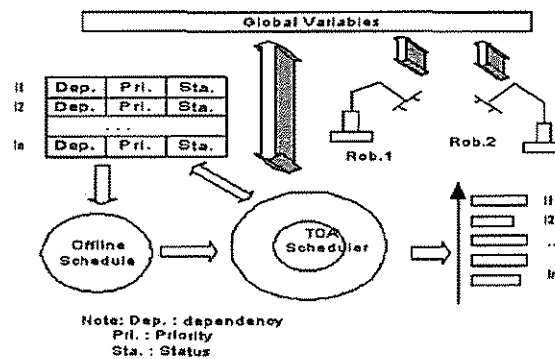 Global Variables
I1 Dep. Pri. Sta.
I2 Dep. Pri. Sta.
...
In Dep. Pri. Sta.
Rob.1
Rob.2
Offline
Schedule
TDA
Scheduler
I1
I2
..
In
Note: Dep. : dependency
Pri. : Priority
Sta. : Status